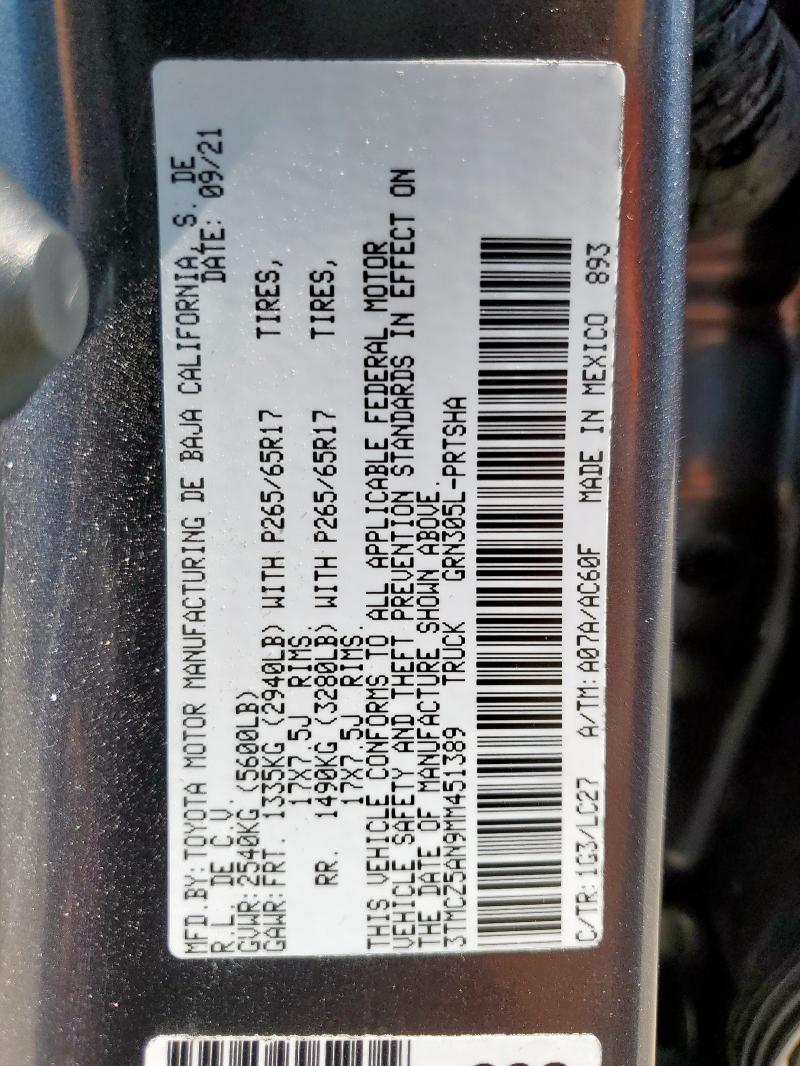 MFD.BY:TOYOTA MOTOR MANUFACTURING DE BAJA CALIFORNIA, S. DE
R.L. DE C.V. DATE: 09/21
GVWR:2540KG (5600LB)
GAWR:FRT. 1335KG (2940LB) WITH P265/65R17 TIRES,
17X7.5J RIMS.
RR. 1490KG (3280LB) WITH P265/65R17 TIRES,
17X7.5J RIMS.
THIS VEHICLE CONFORMS TO ALL APPLICABLE FEDERAL MOTOR
VEHICLE SAFETY AND THEFT PREVENTION STANDARDS IN EFFECT ON
THE DATE OF MANUFACTURE SHOWN ABOVE.
3TMCZ5AN9MM451389 TRUCK GRN305L-PRTSHA
C/TR:1G3/LC27 A/TM:A07A/AC60F MADE IN MEXICO 893